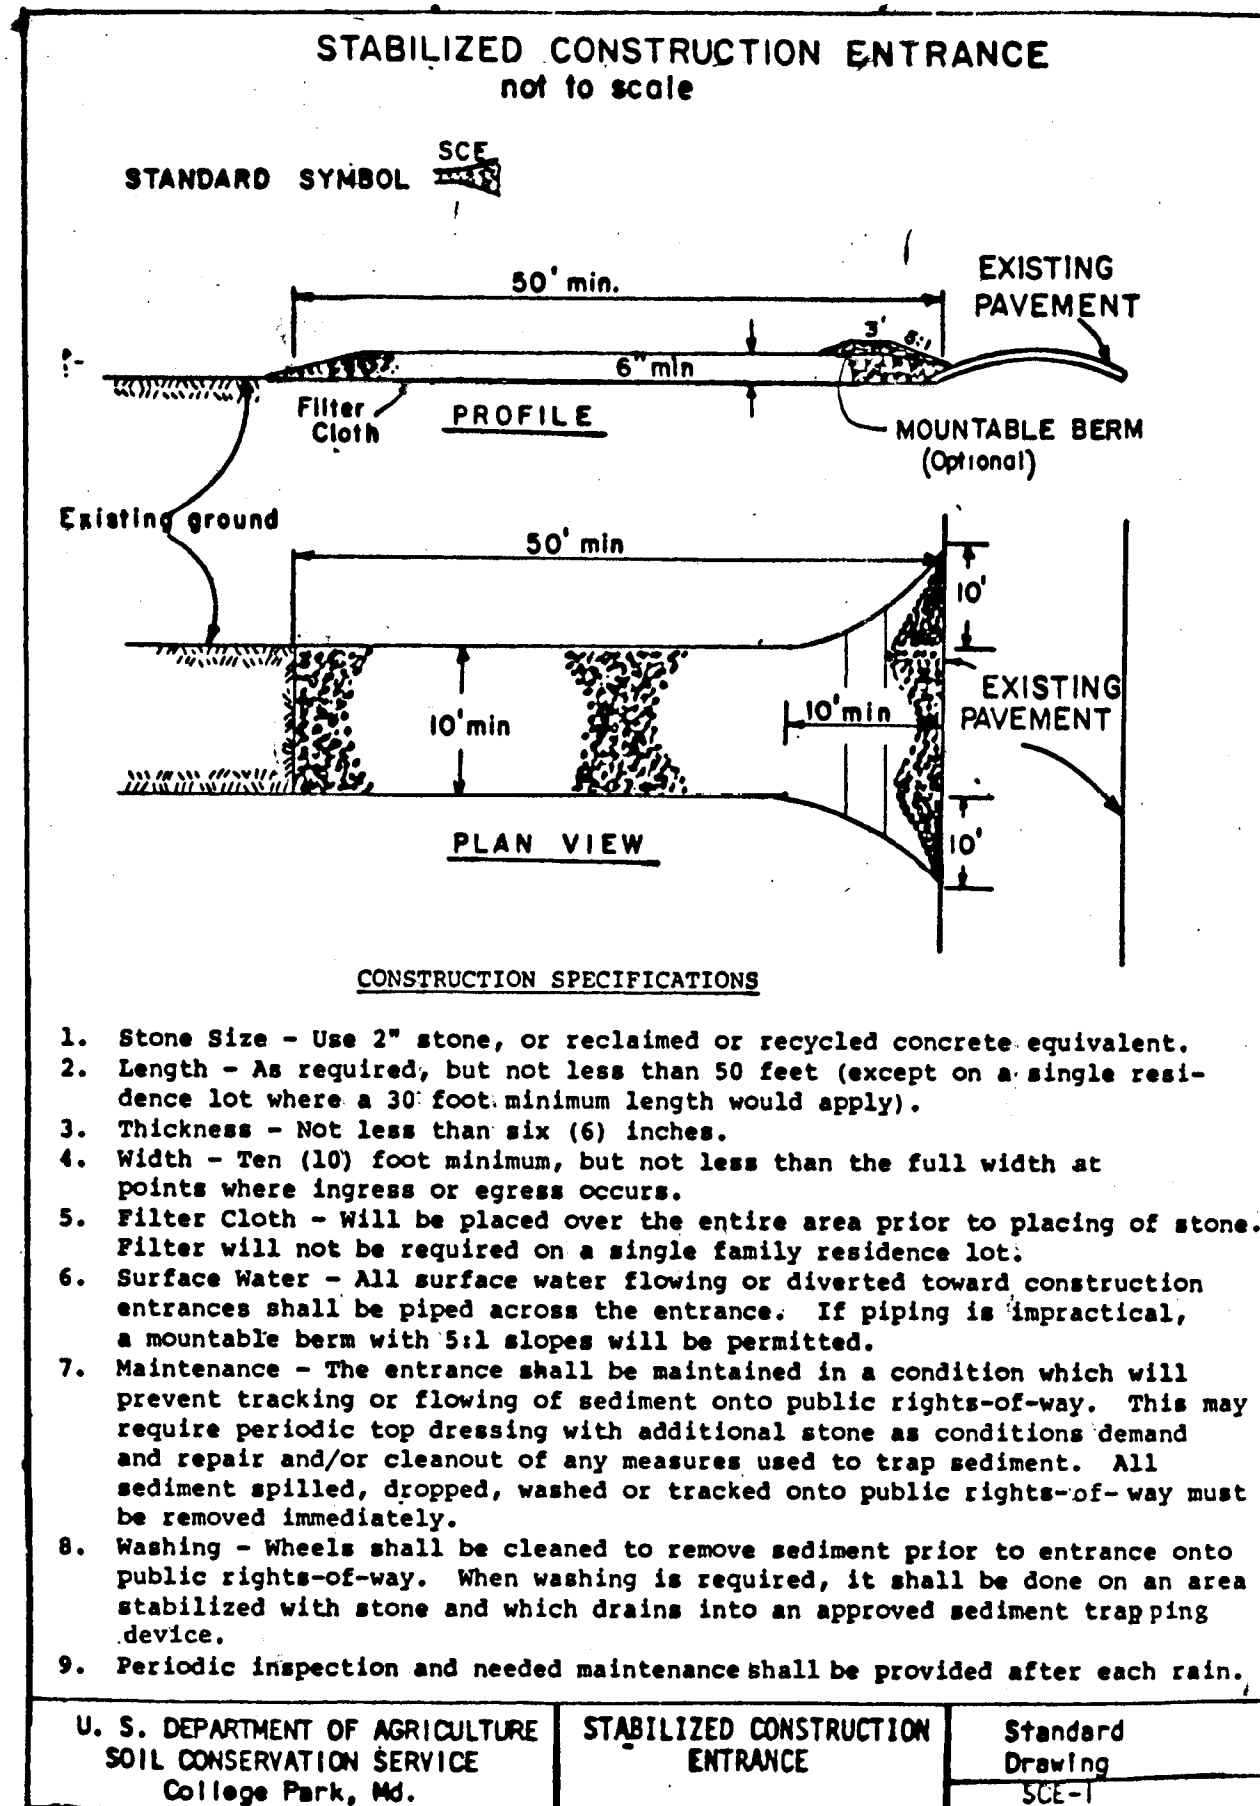 STABILIZED CONSTRUCTION ENTRANCE
not to scale
SCE
STANDARD SYMBOL
50' min.
EXISTING
PAVEMENT
3'
5:1
6" min
Filter
Cloth
PROFILE
MOUNTABLE BERM
(Optional)
Existing ground
50' min
10'
10' min
10' min
EXISTING
PAVEMENT
10'
PLAN VIEW
CONSTRUCTION SPECIFICATIONS
1. Stone Size - Use 2" stone, or reclaimed or recycled concrete equivalent.
2. Length - As required, but not less than 50 feet (except on a single resi-
dence lot where a 30 foot minimum length would apply).
3. Thickness - Not less than six (6) inches.
4. Width - Ten (10) foot minimum, but not less than the full width at
points where ingress or egress occurs.
5. Filter Cloth - Will be placed over the entire area prior to placing of stone.
Filter will not be required on a single family residence lot.
6. Surface Water - All surface water flowing or diverted toward construction
entrances shall be piped across the entrance. If piping is impractical,
a mountable berm with 5:1 slopes will be permitted.
7. Maintenance - The entrance shall be maintained in a condition which will
prevent tracking or flowing of sediment onto public rights-of-way. This may
require periodic top dressing with additional stone as conditions demand
and repair and/or cleanout of any measures used to trap sediment. All
sediment spilled, dropped, washed or tracked onto public rights-of-way must
be removed immediately.
8. Washing - Wheels shall be cleaned to remove sediment prior to entrance onto
public rights-of-way. When washing is required, it shall be done on an area
stabilized with stone and which drains into an approved sediment trapping
device.
9. Periodic inspection and needed maintenance shall be provided after each rain.
U. S. DEPARTMENT OF AGRICULTURE
SOIL CONSERVATION SERVICE
College Park, Md.
STABILIZED CONSTRUCTION
ENTRANCE
Standard
Drawing
SCE-1